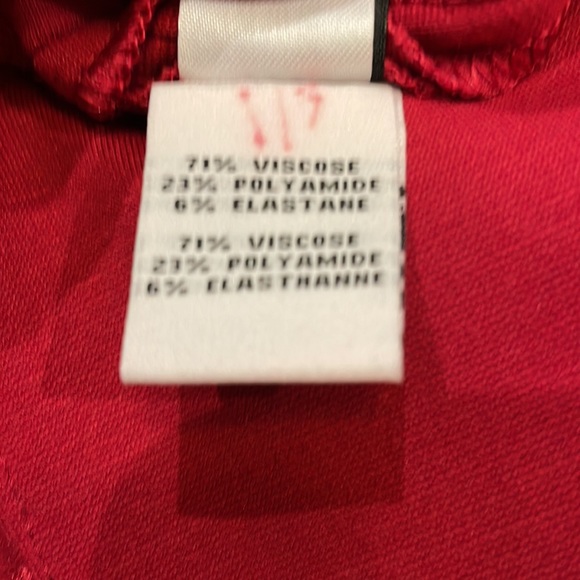 71% VISCOSE
23% POLYAMIDE
6% ELASTANE
71% VISCOSE
23% POLYAMIDE
6% ELASTHANNE